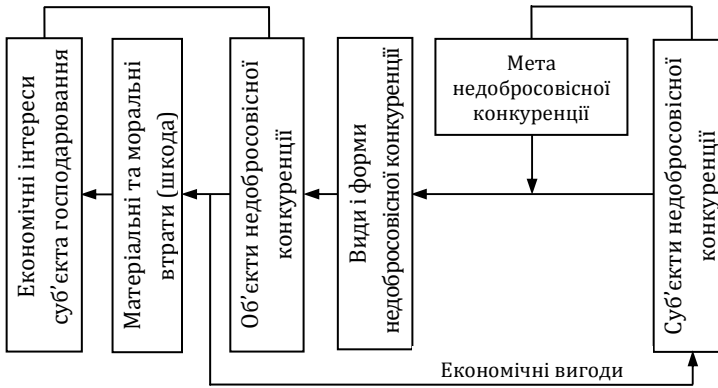 Економічні інтереси
суб’єкта господарювання
Матеріальні та моральні
втрати (шкода)
Об’єкти недобросовісної
конкуренції
Види і форми
недобросовісної конкуренції
Мета
недобросовісної
конкуренції
Суб’єкти недобросовісної
конкуренції
Економічні вигоди